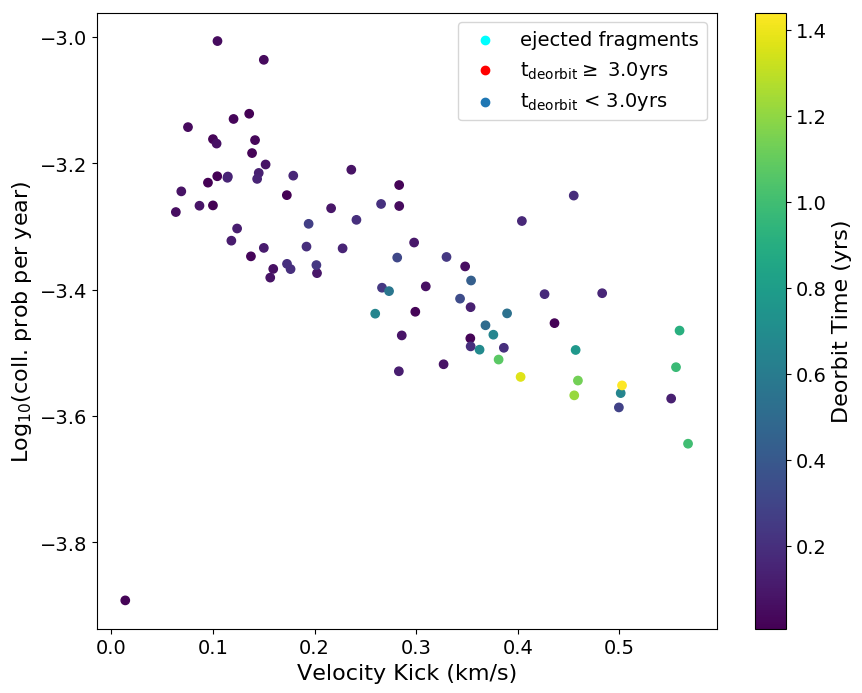 ejected fragments
t_deorbit ≥ 3.0yrs
t_deorbit < 3.0yrs
Log₁₀(coll. prob per year)
−3.0
−3.2
−3.4
−3.6
−3.8
0.0 0.1 0.2 0.3 0.4 0.5
Velocity Kick (km/s)
1.4
1.2
1.0
0.8
0.6
0.4
0.2
Deorbit Time (yrs)